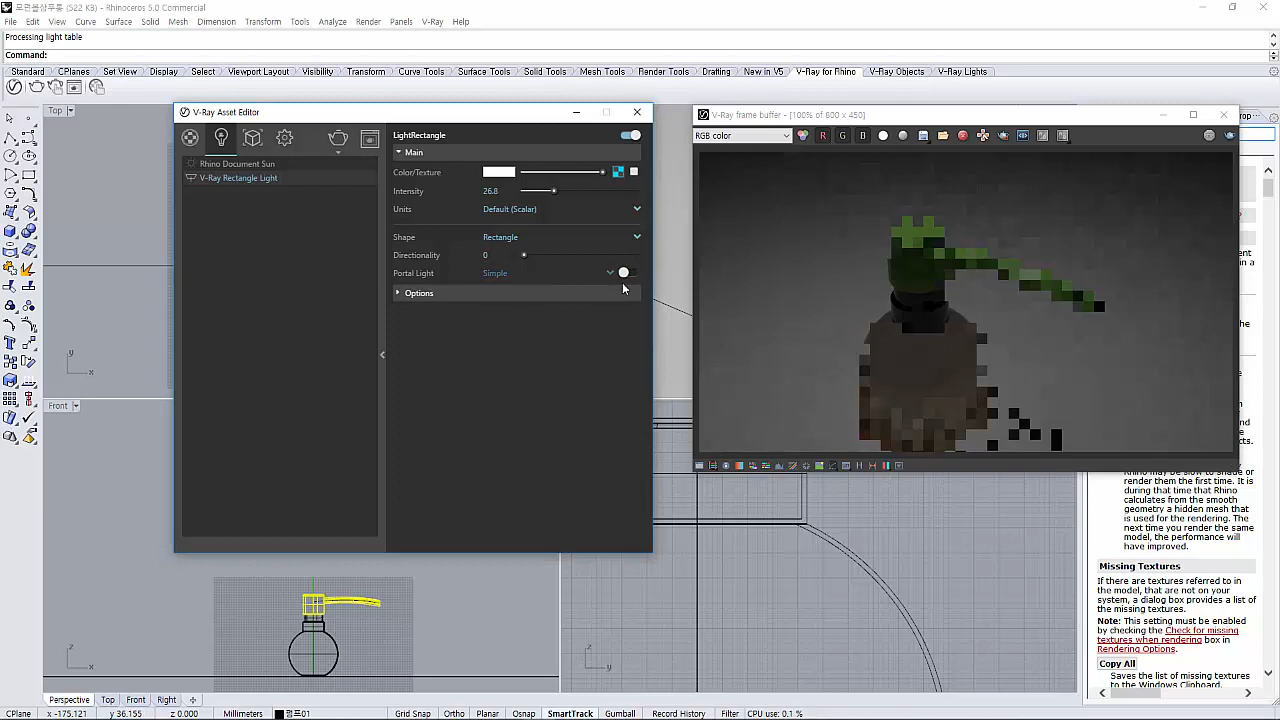 모던몰상푸롱 (522 KB) - Rhinoceros 5.0 Commercial
File Edit View Curve Surface Solid Mesh Dimension Transform Tools Analyze Render Panels V-Ray Help
Processing light table
Command:
Standard CPlanes Set View Display Select Viewport Layout Visibility Transform Curve Tools Surface Tools Solid Tools Mesh Tools Render Tools Drafting New in V5 V-Ray for Rhino V-Ray Objects V-Ray Lights
Top
V-Ray Asset Editor
LightRectangle
Main
Rhino Document Sun
V-Ray Rectangle Light
Color/Texture
Intensity 26.8
Units Default (Scalar)
Shape Rectangle
Directionality 0
Portal Light Simple
Options
V-Ray frame buffer - [100% of 800 x 450]
RGB color
R G B
y
x
Front
z
x
z
y
may be slow to shade or
render them the first time. It is
during that time that Rhino
calculates from the smooth
geometry a hidden mesh
that is used for the rendering. The
next time you render the same
model, the performance will
have improved.
Missing Textures
If there are textures referred to in
the model, that are not on your
system, a dialog box provides a list of
the missing textures.
Note: This setting must be enabled
by checking the Check for missing
textures when rendering box in
Rendering Options.
Copy All
Saves the list of missing textures
to the Windows Clipboard.
Perspective Top Front Right
CPlane x -175.121 y 36.155 z 0.000 Millimeters 펌프01 Grid Snap Ortho Planar Osnap SmartTrack Gumball Record History Filter CPU use: 0.1 %